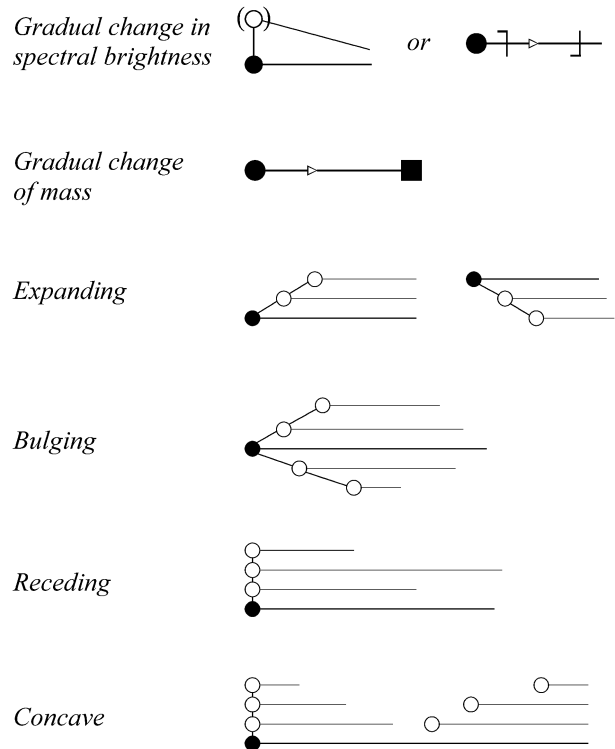 Gradual change in
spectral brightness
or
Gradual change
of mass
Expanding
Bulging
Receding
Concave